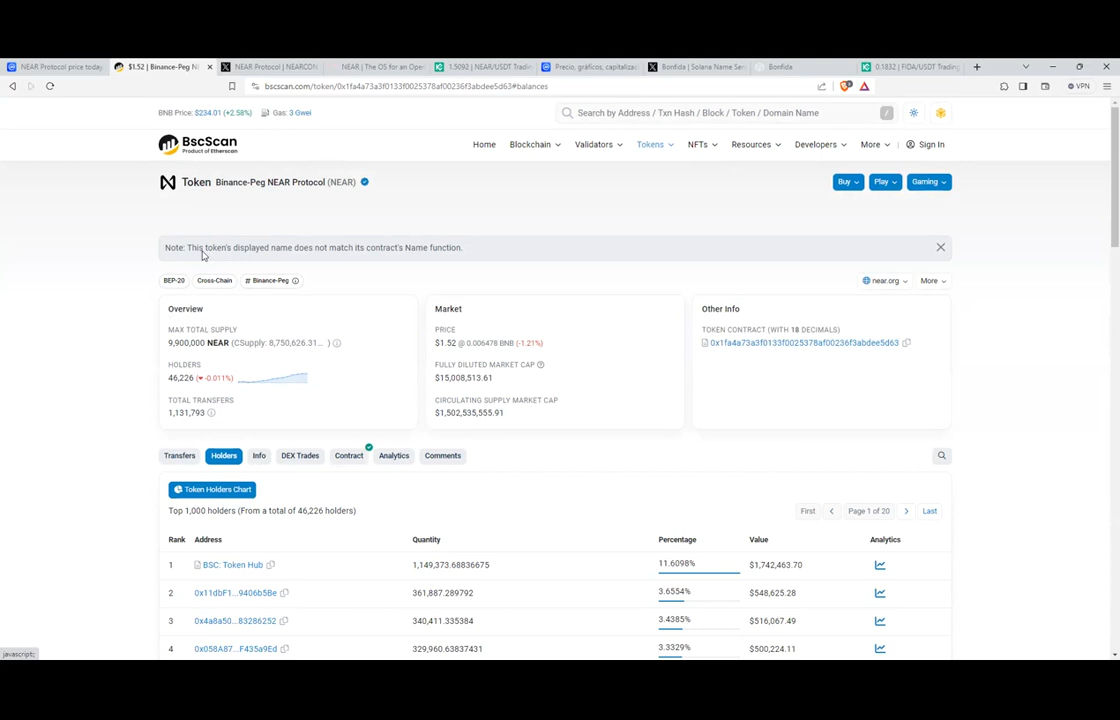 NEAR Protocol price today,
$1.52 | Binance-Peg NE
NEAR Protocol | NEARCON
NEAR | The OS for an Oper
1.5092 | NEAR/USDT Tradin
Precio, gráficos, capitalizac
Bonfida | Solana Name Ser
Bonfida
0.1832 | FIDA/USDT Trading
bscscan.com/token/0x1fa4a73a3f0133f0025378af00236f3abdee5d63#balances
VPN
BNB Price: $234.01 (+2.58%)
Gas: 3 Gwei
Search by Address / Txn Hash / Block / Token / Domain Name
/
BscScan
Product of Etherscan
Home
Blockchain
Validators
Tokens
NFTs
Resources
Developers
More
Sign In
Token Binance-Peg NEAR Protocol (NEAR)
Buy
Play
Gaming
Note: This token's displayed name does not match its contract's Name function.
BEP-20
Cross-Chain
# Binance-Peg
near.org
More
Overview
MAX TOTAL SUPPLY
9,900,000 NEAR (CSupply: 8,750,626.31... )
HOLDERS
46,226 (-0.011%)
TOTAL TRANSFERS
1,131,793
Market
PRICE
$1.52 @ 0.006478 BNB (-1.21%)
FULLY DILUTED MARKET CAP
$15,008,513.61
CIRCULATING SUPPLY MARKET CAP
$1,502,535,555.91
Other Info
TOKEN CONTRACT (WITH 18 DECIMALS)
0x1fa4a73a3f0133f0025378af00236f3abdee5d63
Transfers
Holders
Info
DEX Trades
Contract
Analytics
Comments
Token Holders Chart
Top 1,000 holders (From a total of 46,226 holders)
First
Page 1 of 20
Last
Rank Address Quantity Percentage Value Analytics
1 BSC: Token Hub 1,149,373.68836675 11.6098% $1,742,463.70
2 0x11dbF1...9406b5Be 361,887.289792 3.6554% $548,625.28
3 0x4a8a50...83286252 340,411.335384 3.4385% $516,067.49
4 0x058A87...F435a9Ed 329,960.63837431 3.3329% $500,224.11
javascript:;